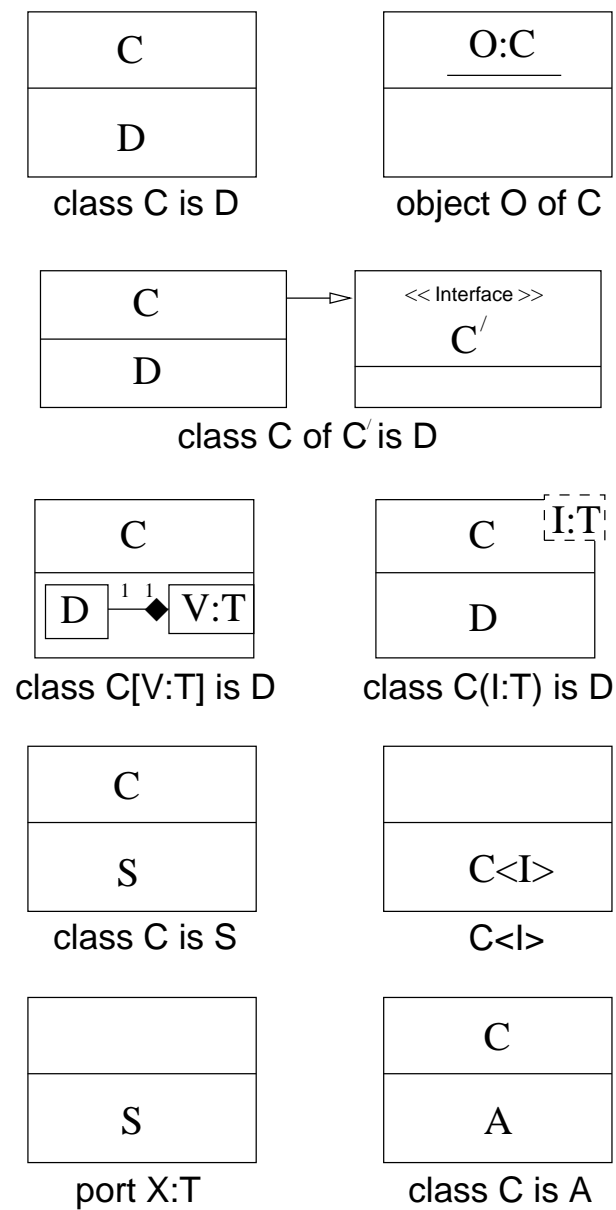 C
D
class C is D
O:C
object O of C
C
D
<< Interface >>
C/
class C of C/ is D
C
D
1 1
V:T
class C[V:T] is D
C
I:T
D
class C(I:T) is D
C
S
class C is S
C<I>
C<I>
S
port X:T
C
A
class C is A